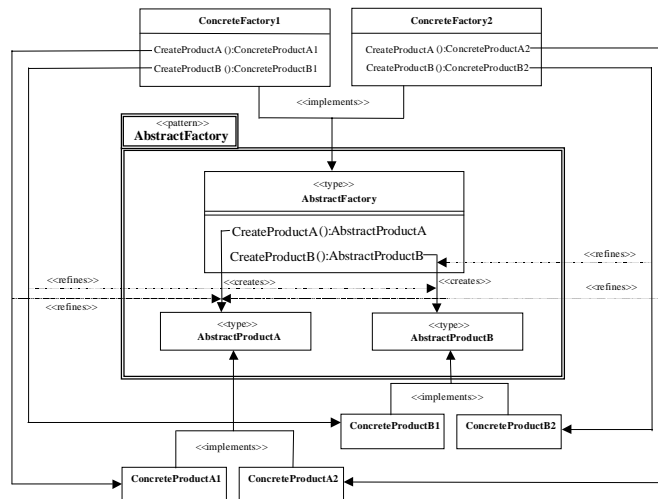 ConcreteFactory1
CreateProductA ():ConcreteProductA1
CreateProductB ():ConcreteProductB1
ConcreteFactory2
CreateProductA ():ConcreteProductA2
CreateProductB ():ConcreteProductB2
<<implements>>
<<pattern>>
AbstractFactory
<<type>>
AbstractFactory
CreateProductA():AbstractProductA
CreateProductB():AbstractProductB
<<refines>>
<<refines>>
<<creates>>
<<creates>>
<<refines>>
<<refines>>
<<type>>
AbstractProductA
<<type>>
AbstractProductB
<<implements>>
ConcreteProductB1
ConcreteProductB2
<<implements>>
ConcreteProductA1
ConcreteProductA2